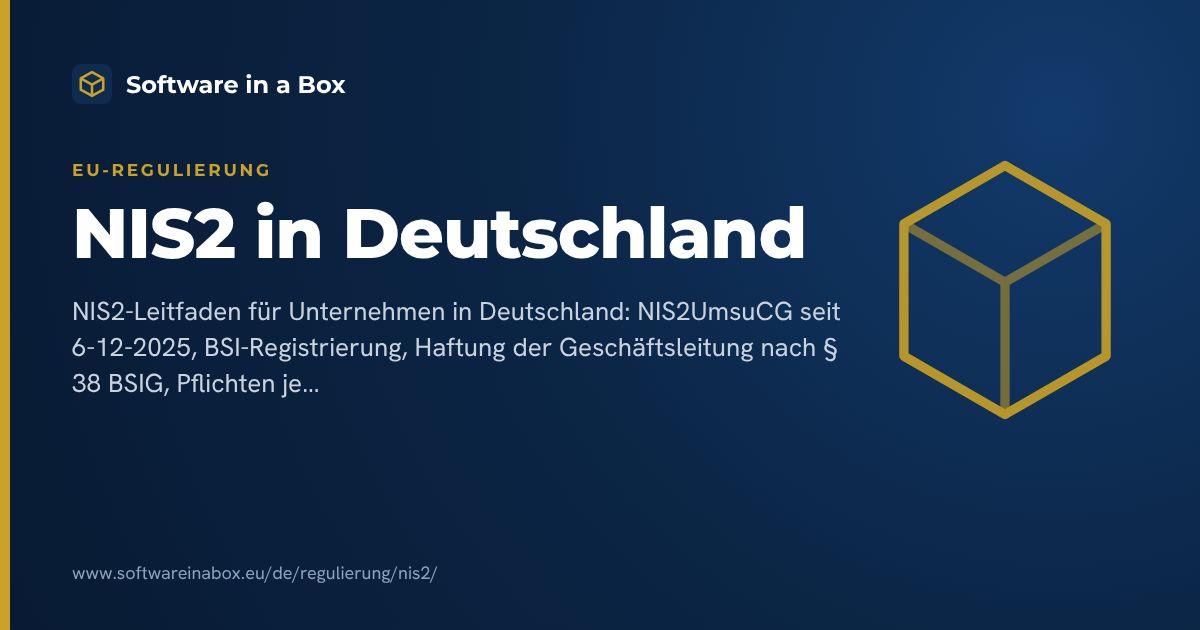 Software in a Box
EU-REGULIERUNG
NIS2 in Deutschland
NIS2-Leitfaden für Unternehmen in Deutschland: NIS2UmsuCG seit
6-12-2025, BSI-Registrierung, Haftung der Geschäftsleitung nach §
38 BSIG, Pflichten je...
www.softwareinabox.eu/de/regulierung/nis2/